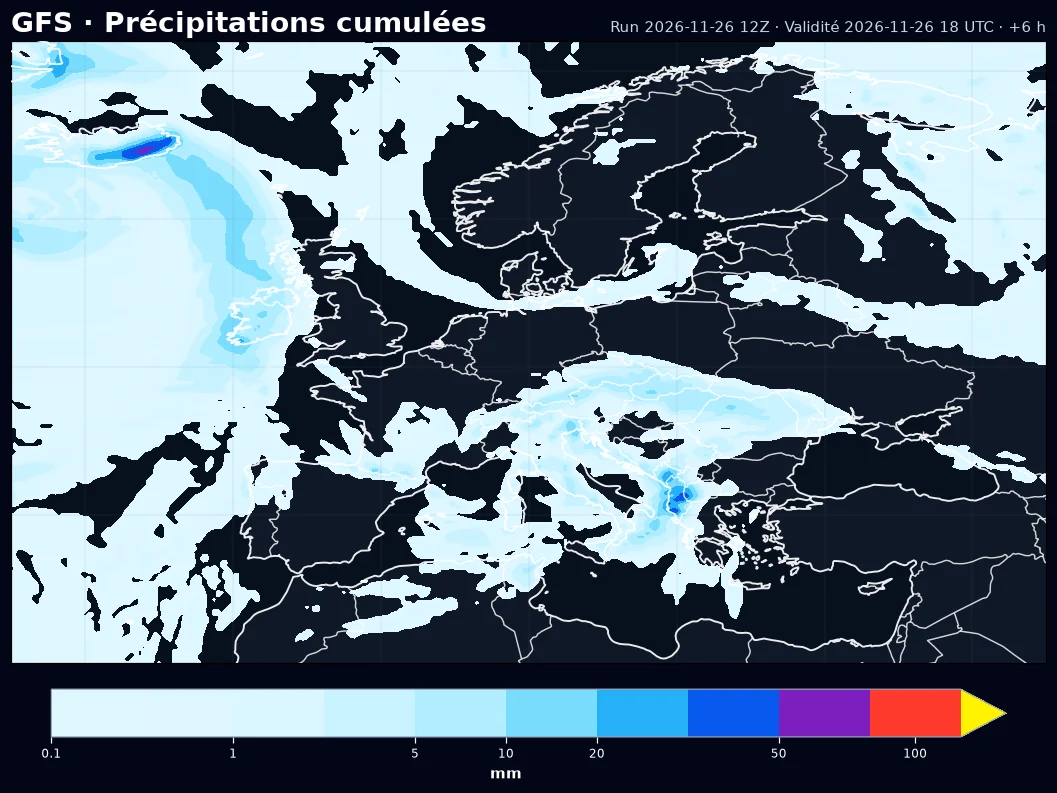 GFS · Précipitations cumulées
Run 2026-11-26 12Z · Validité 2026-11-26 18 UTC · +6 h
0.1 1 5 10 20 50 100
mm